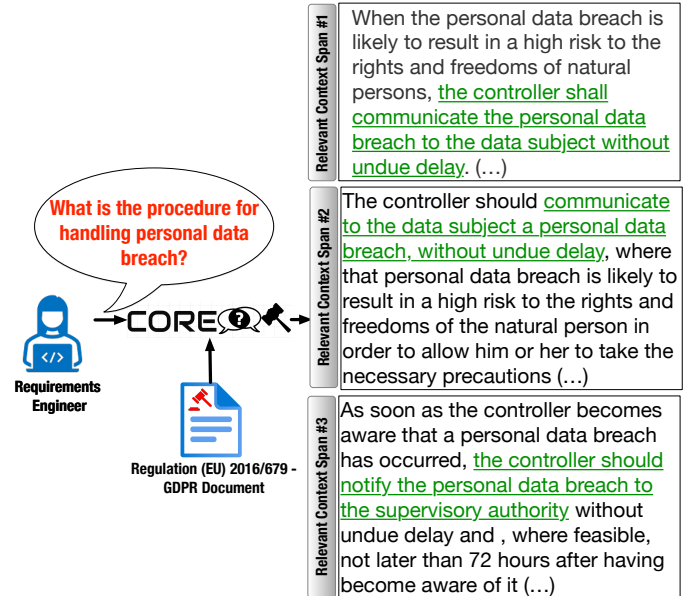 Relevant Context Span #1
When the personal data breach is
likely to result in a high risk to the
rights and freedoms of natural
persons, the controller shall
communicate the personal data
breach to the data subject without
undue delay. (...)
What is the procedure for
handling personal data
breach?
CORE
?
</>
Requirements
Engineer
Regulation (EU) 2016/679 -
GDPR Document
Relevant Context Span #2
The controller should communicate
to the data subject a personal data
breach, without undue delay, where
that personal data breach is likely to
result in a high risk to the rights and
freedoms of the natural person in
order to allow him or her to take the
necessary precautions (...)
Relevant Context Span #3
As soon as the controller becomes
aware that a personal data breach
has occurred, the controller should
notify the personal data breach to
the supervisory authority without
undue delay and , where feasible,
not later than 72 hours after having
become aware of it (...)